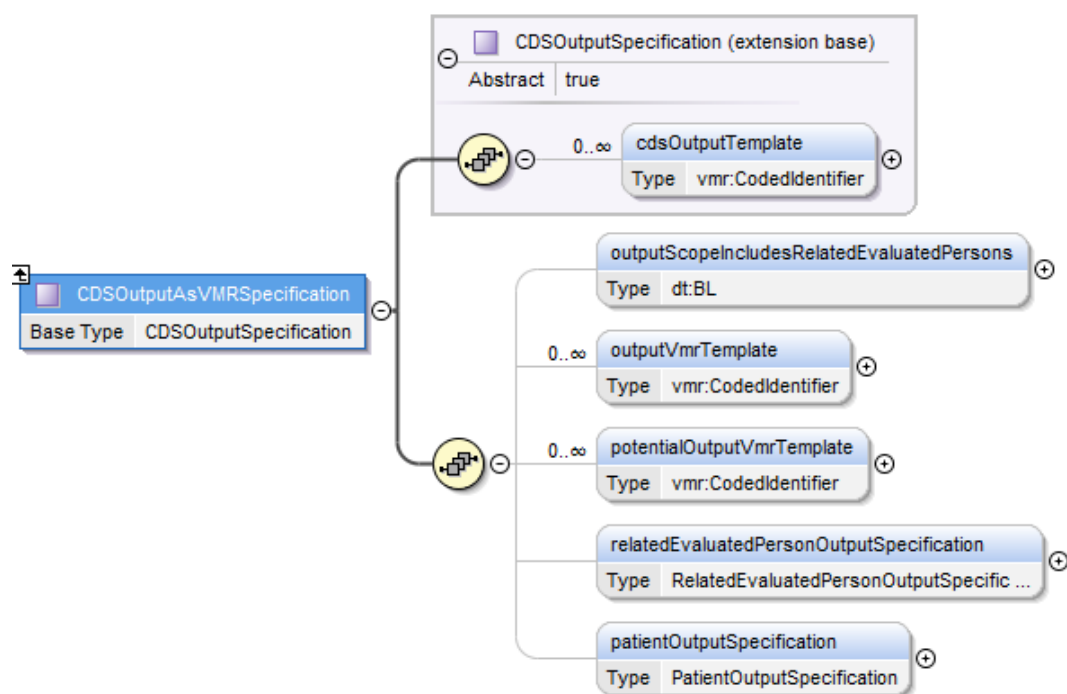 CDSOutputSpecification (extension base)
Abstract true
0..∞
cdsOutputTemplate
Type vmr:CodedIdentifier
CDSOutputAsVMRSpecification
Base Type CDSOutputSpecification
outputScopeIncludesRelatedEvaluatedPersons
Type dt:BL
0..∞
outputVmrTemplate
Type vmr:CodedIdentifier
0..∞
potentialOutputVmrTemplate
Type vmr:CodedIdentifier
relatedEvaluatedPersonOutputSpecification
Type RelatedEvaluatedPersonOutputSpecific ...
patientOutputSpecification
Type PatientOutputSpecification